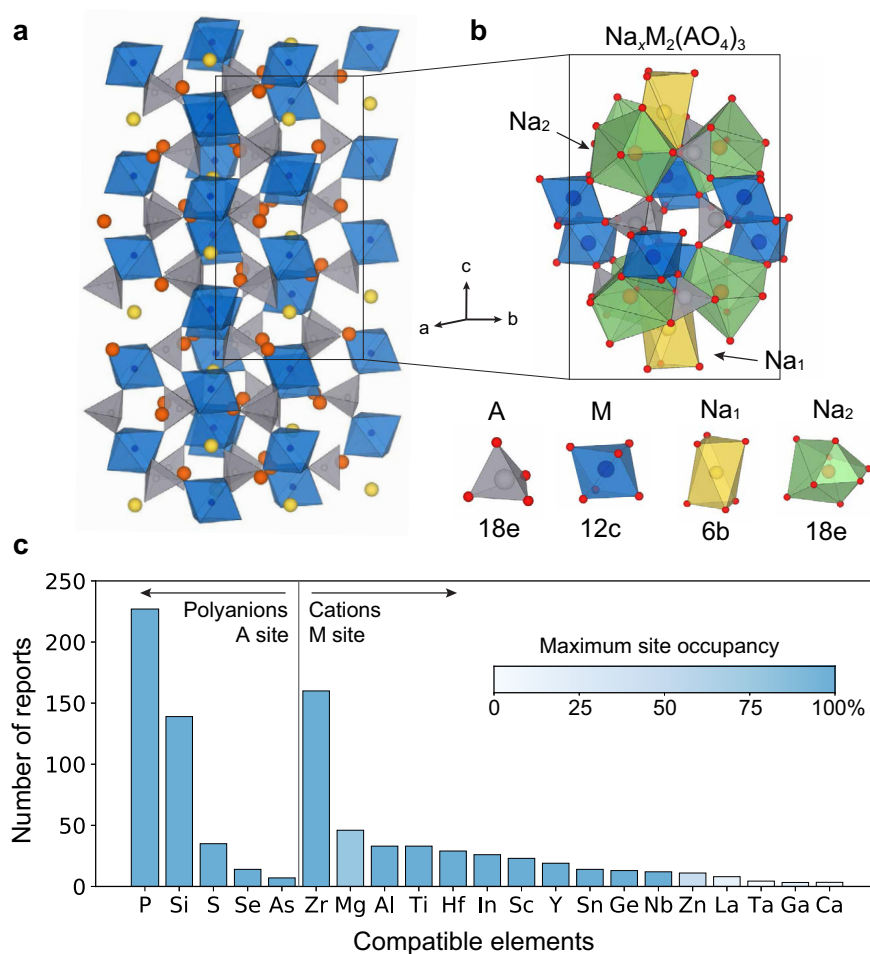 a
b
NaxM2(AO4)3
Na2
Na1
c
a
b
A
M
Na1
Na2
18e
12c
6b
18e
c
Number of reports
250
200
150
100
50
0
Polyanions
A site
Cations
M site
Maximum site occupancy
0 25 50 75 100%
P Si S Se As Zr Mg Al Ti Hf In Sc Y Sn Ge Nb Zn La Ta Ga Ca
Compatible elements